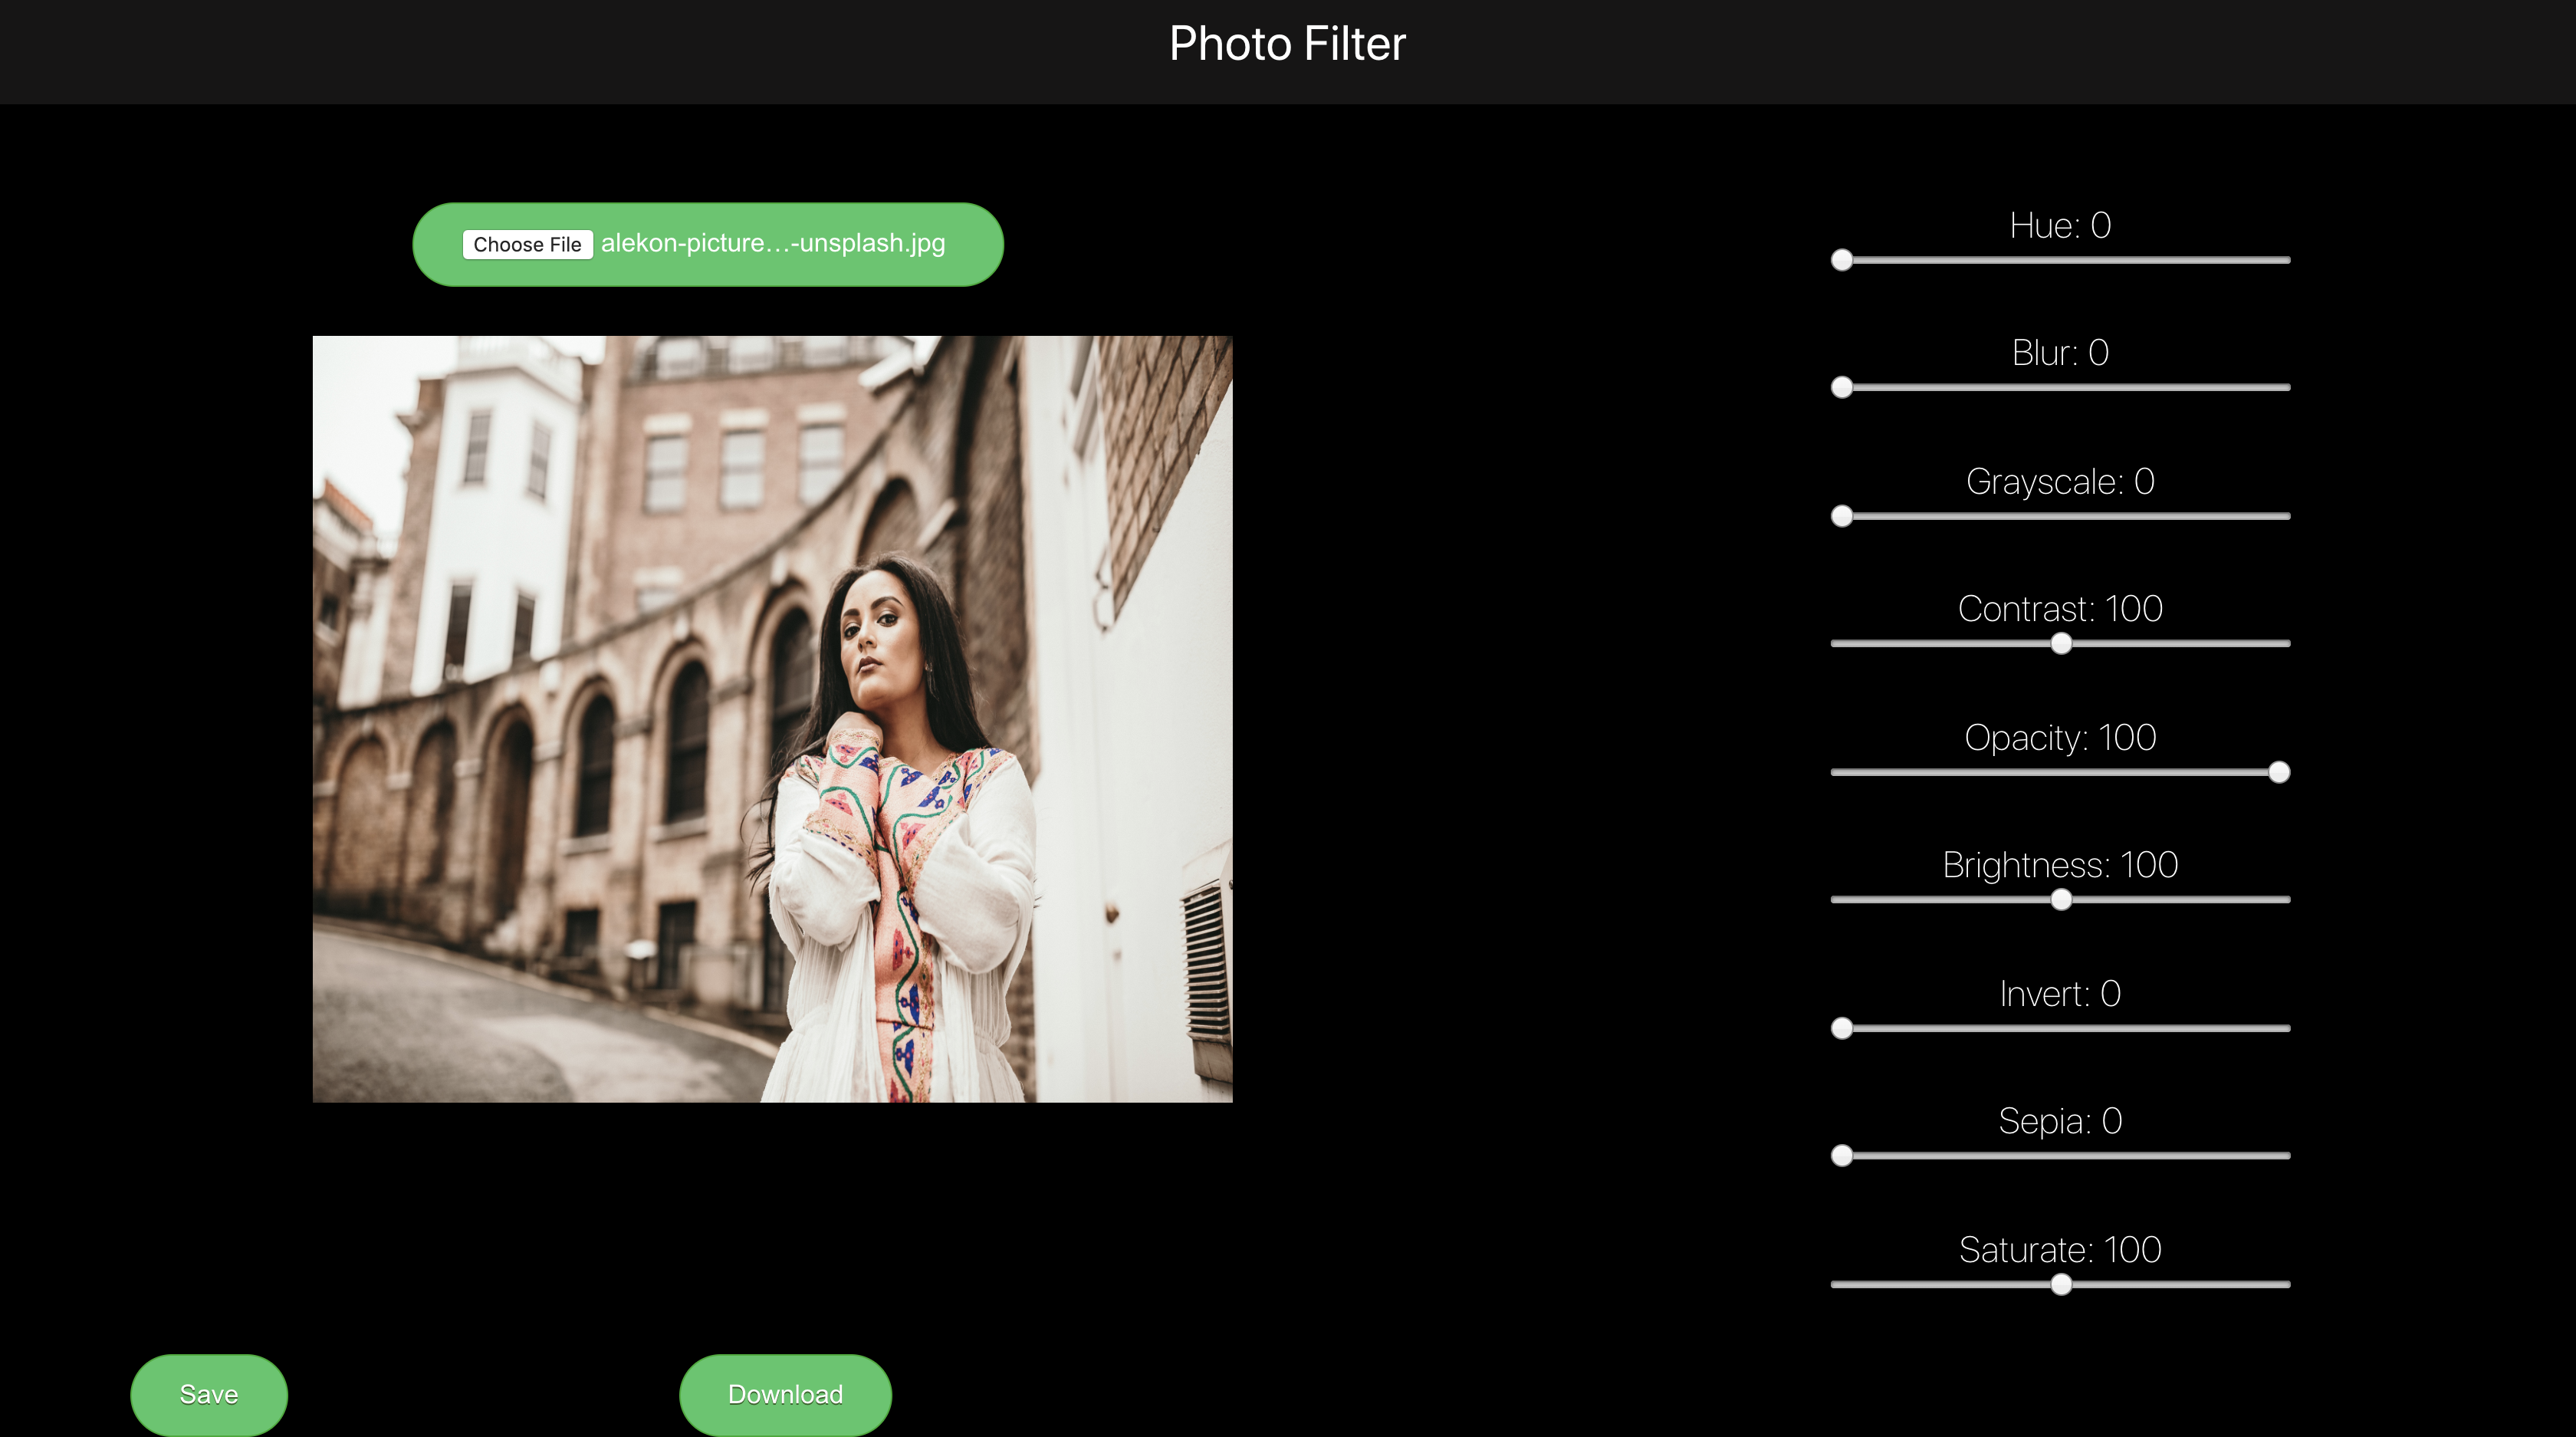 Photo Filter
Choose File alekon-picture...-unsplash.jpg
Hue: 0
Blur: 0
Grayscale: 0
Contrast: 100
Opacity: 100
Brightness: 100
Invert: 0
Sepia: 0
Saturate: 100
Save
Download